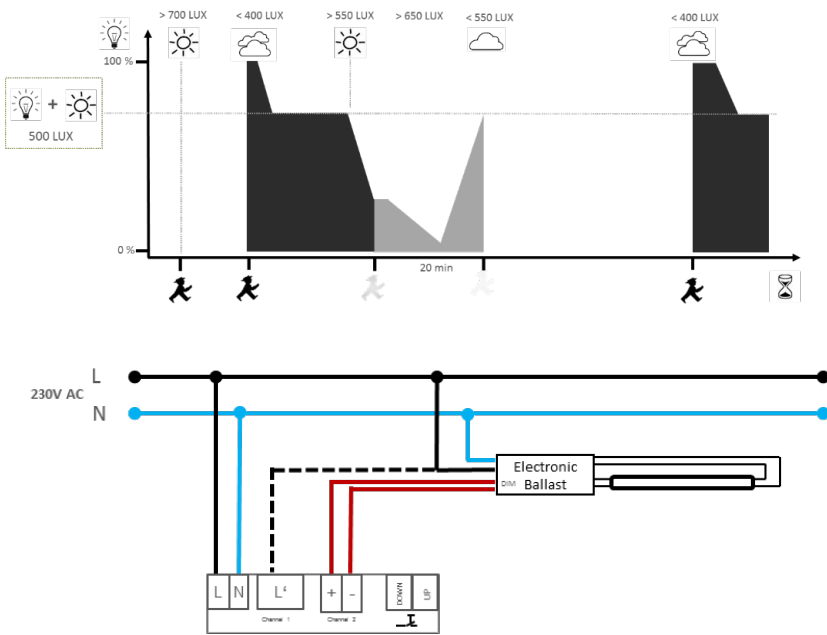 > 700 LUX < 400 LUX > 550 LUX > 650 LUX < 550 LUX < 400 LUX
100 %
+
500 LUX
0 %
20 min
L
230V AC
N
Electronic
DIM Ballast
L N L‘ + - DOWN UP
Channel 1 Channel 2